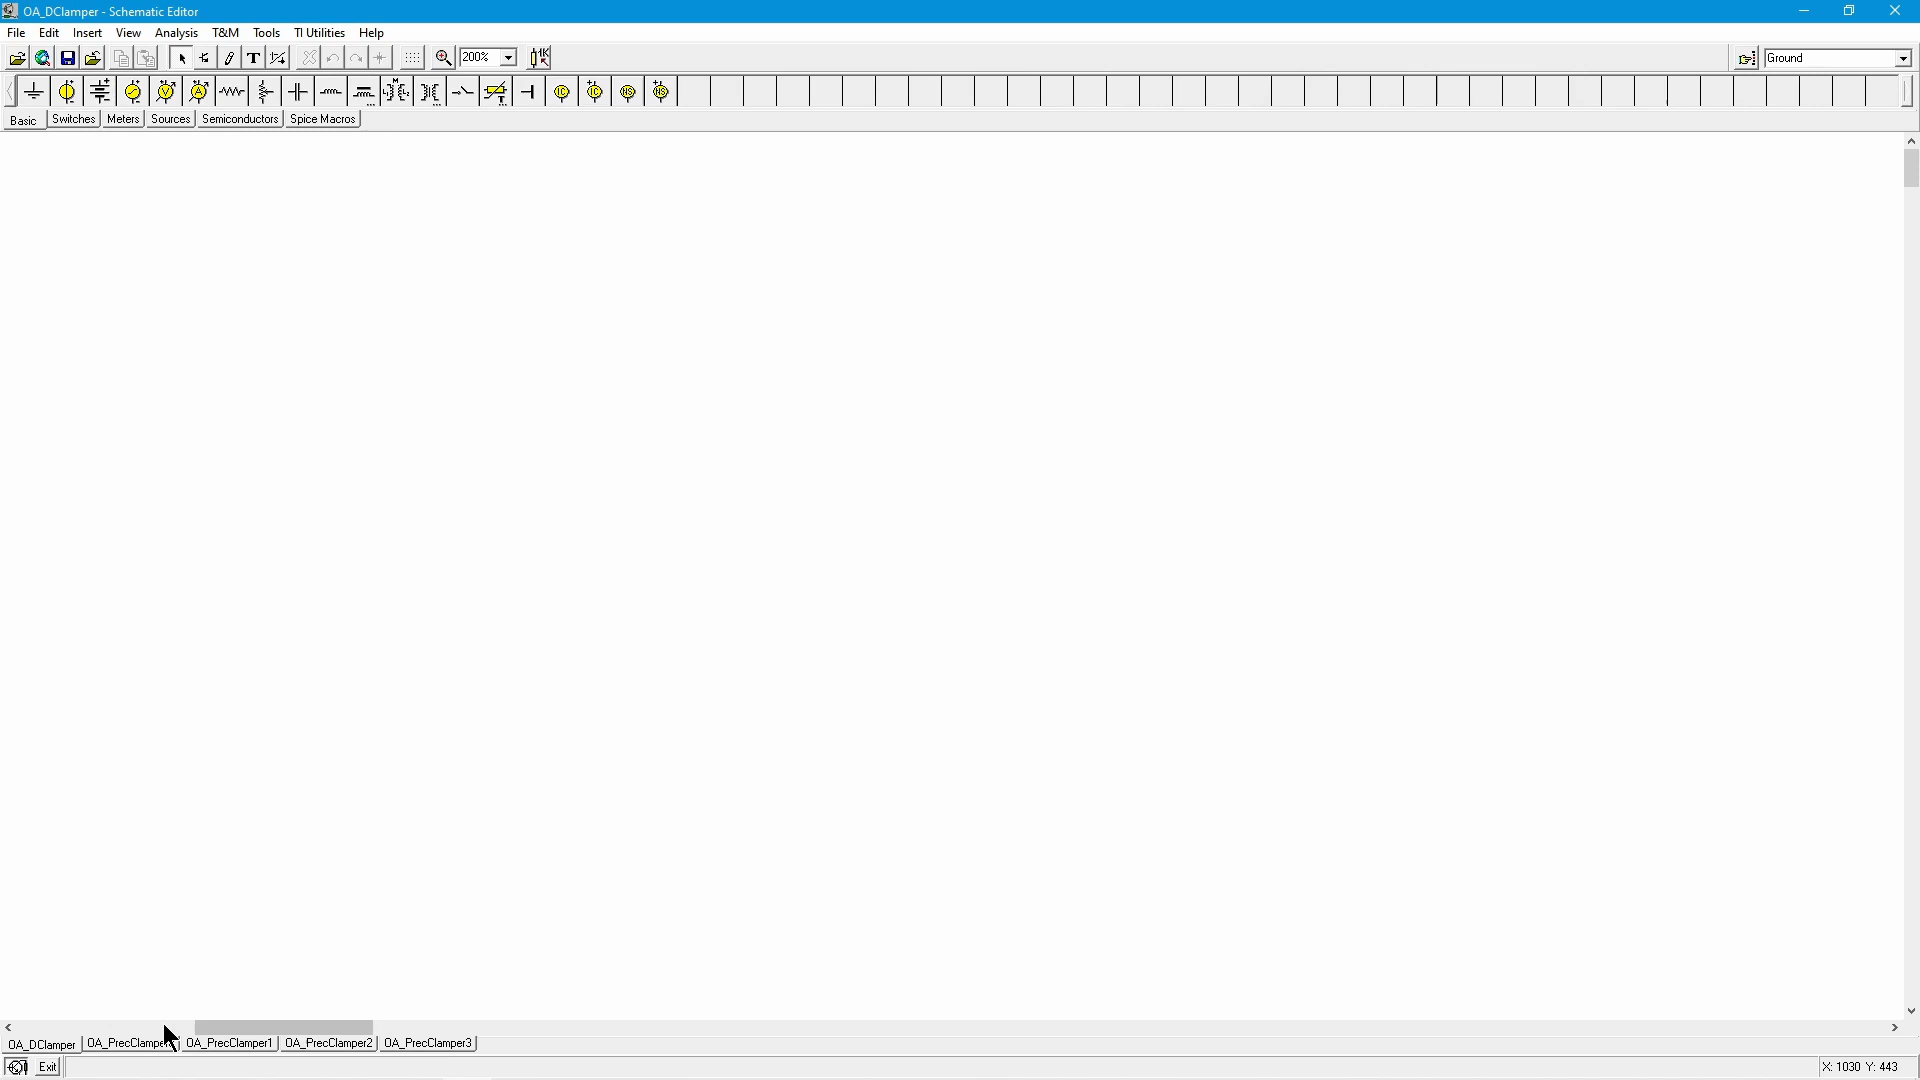 OA_DClamper - Schematic Editor
File Edit Insert View Analysis T&M Tools TI Utilities Help
T 200% 1K Ground
Basic Switches Meters Sources Semiconductors Spice Macros
OA_DClamper OA_PrecClamper1 OA_PrecClamper2 OA_PrecClamper3
Exit X: 1030 Y: 443